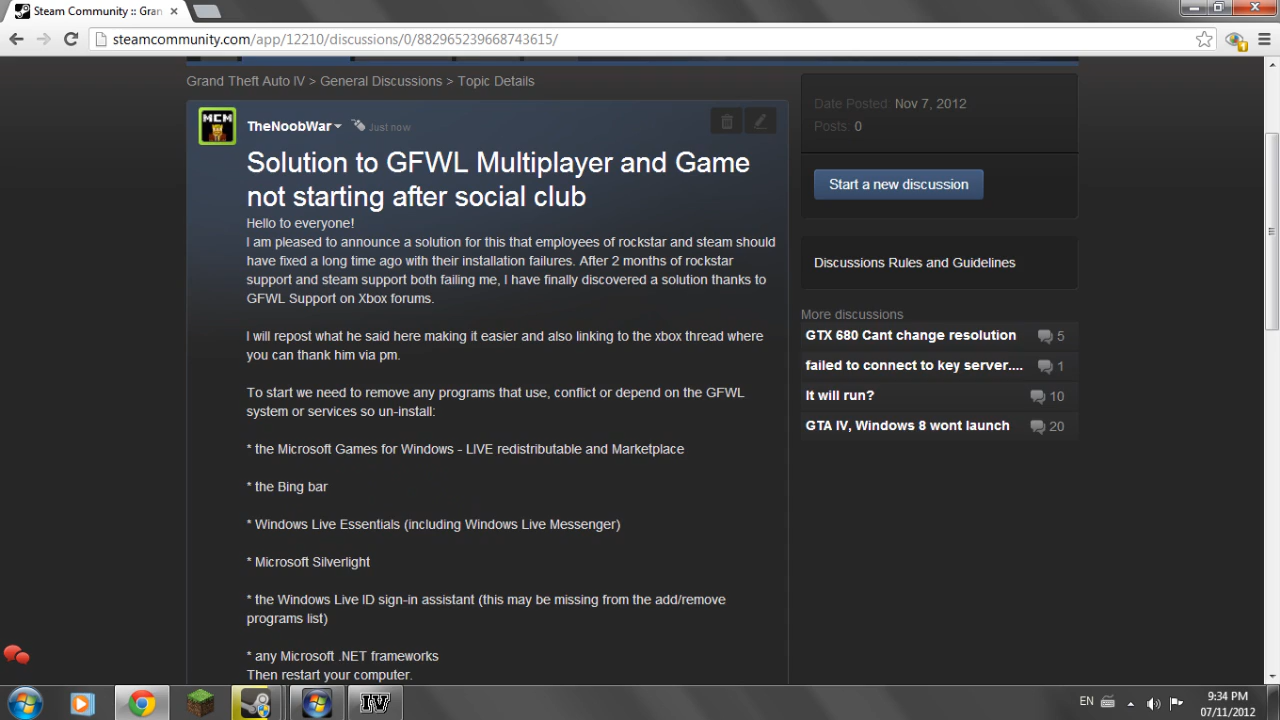 Steam Community :: Gran
steamcommunity.com/app/12210/discussions/0/882965239668743615/
Grand Theft Auto IV > General Discussions > Topic Details
MCM
TheNoobWar
Just now
Solution to GFWL Multiplayer and Game
not starting after social club
Hello to everyone!
I am pleased to announce a solution for this that employees of rockstar and steam should
have fixed a long time ago with their installation failures. After 2 months of rockstar
support and steam support both failing me, I have finally discovered a solution thanks to
GFWL Support on Xbox forums.
I will repost what he said here making it easier and also linking to the xbox thread where
you can thank him via pm.
To start we need to remove any programs that use, conflict or depend on the GFWL
system or services so un-install:
* the Microsoft Games for Windows - LIVE redistributable and Marketplace
* the Bing bar
* Windows Live Essentials (including Windows Live Messenger)
* Microsoft Silverlight
* the Windows Live ID sign-in assistant (this may be missing from the add/remove
programs list)
* any Microsoft .NET frameworks
Then restart your computer.
Date Posted: Nov 7, 2012
Posts: 0
Start a new discussion
Discussions Rules and Guidelines
More discussions
GTX 680 Cant change resolution 5
failed to connect to key server.... 1
It will run? 10
GTA IV, Windows 8 wont launch 20
IV
EN
9:34 PM
07/11/2012